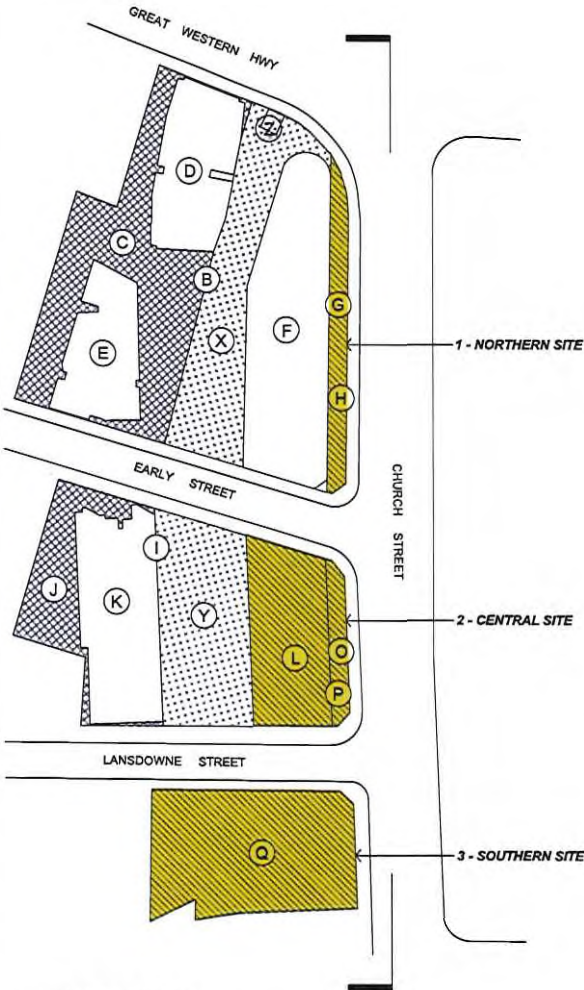 GREAT WESTERN HWY
Z
D
C
B
G
X
F
E
1 - NORTHERN SITE
H
EARLY STREET
CHURCH STREET
I
J
K
Y
2 - CENTRAL SITE
L
O
P
LANSDOWNE STREET
Q
3 - SOUTHERN SITE